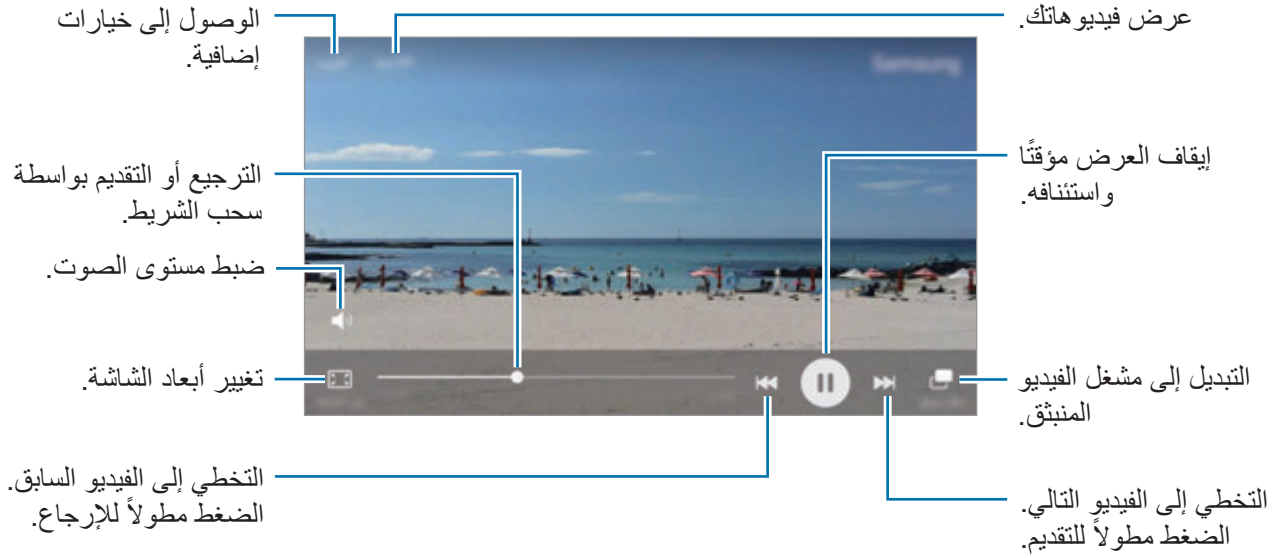 عرض فيديوهاتك.
الوصول إلى خيارات
إضافية.
Samsung
إيقاف العرض مؤقتًا
واستئنافه.
الترجيع أو التقديم بواسطة
سحب الشريط.
ضبط مستوى الصوت.
التبديل إلى مشغل الفيديو
المنبثق.
تغيير أبعاد الشاشة.
التخطي إلى الفيديو التالي.
الضغط مطولاً للتقديم.
التخطي إلى الفيديو السابق.
الضغط مطولاً للإرجاع.